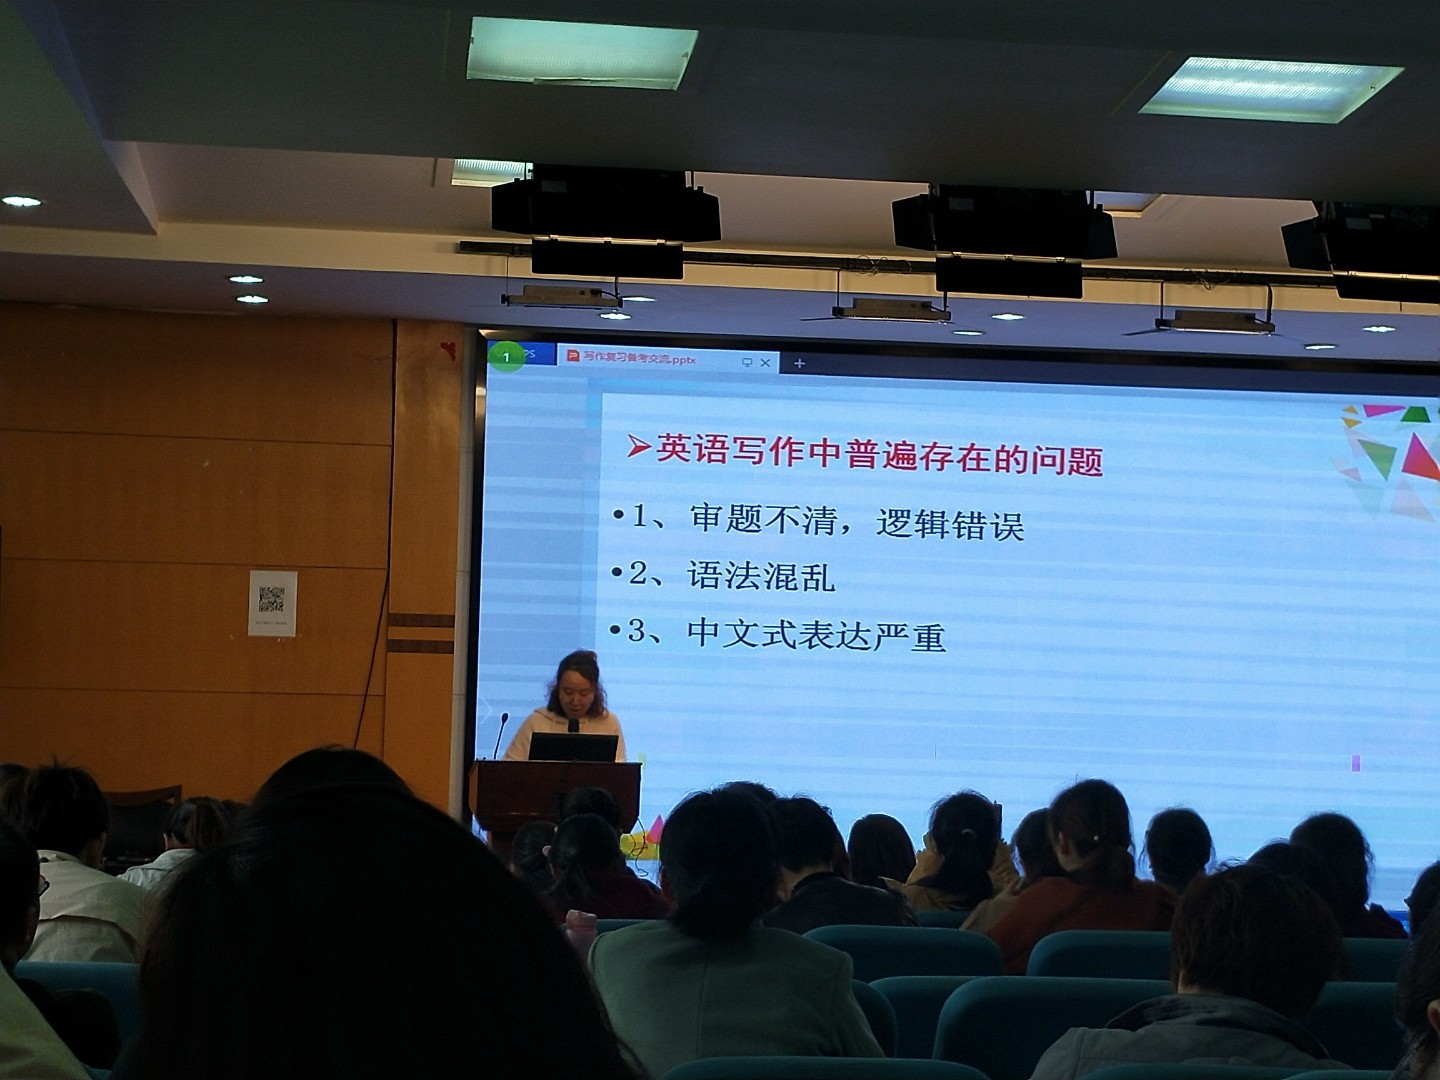 1
PS
写作复习备考交流.pptx
➢英语写作中普遍存在的问题
•1、审题不清，逻辑错误
•2、语法混乱
•3、中文式表达严重